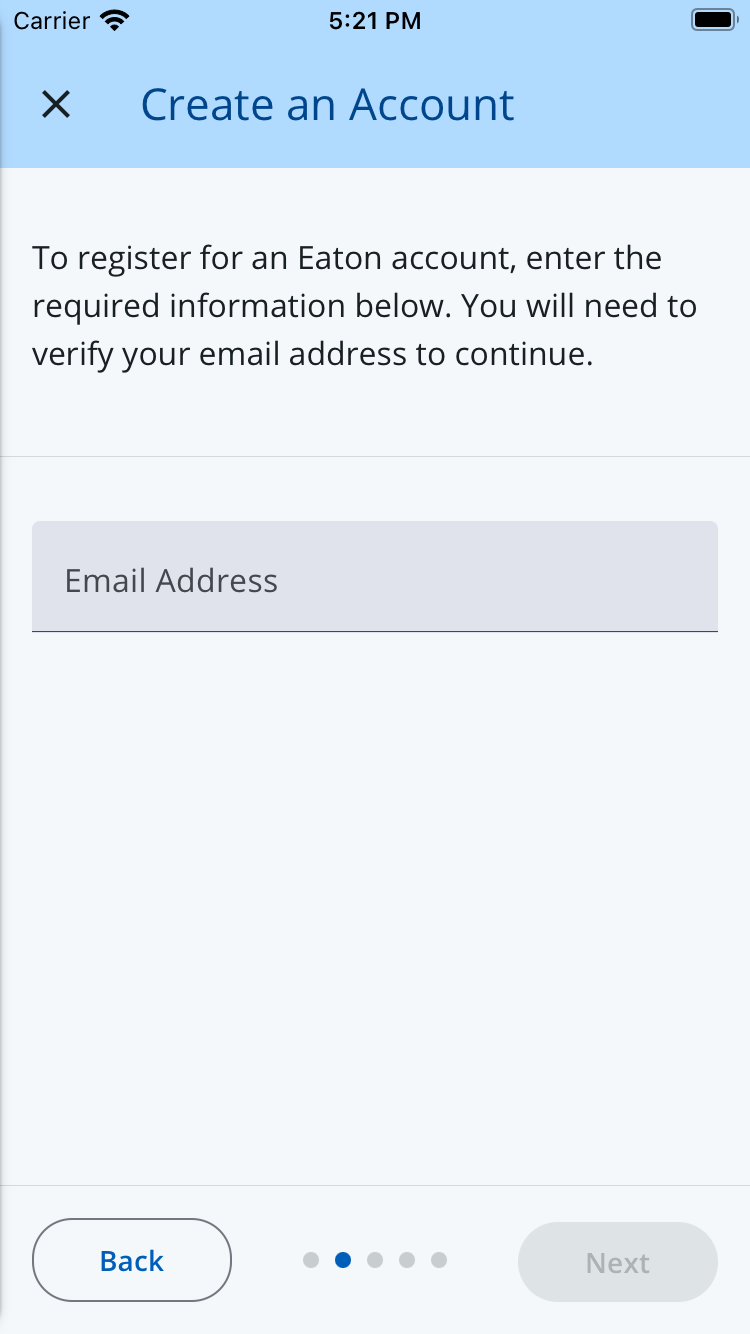 Carrier 5:21 PM
Create an Account
To register for an Eaton account, enter the
required information below. You will need to
verify your email address to continue.
Email Address
Back Next